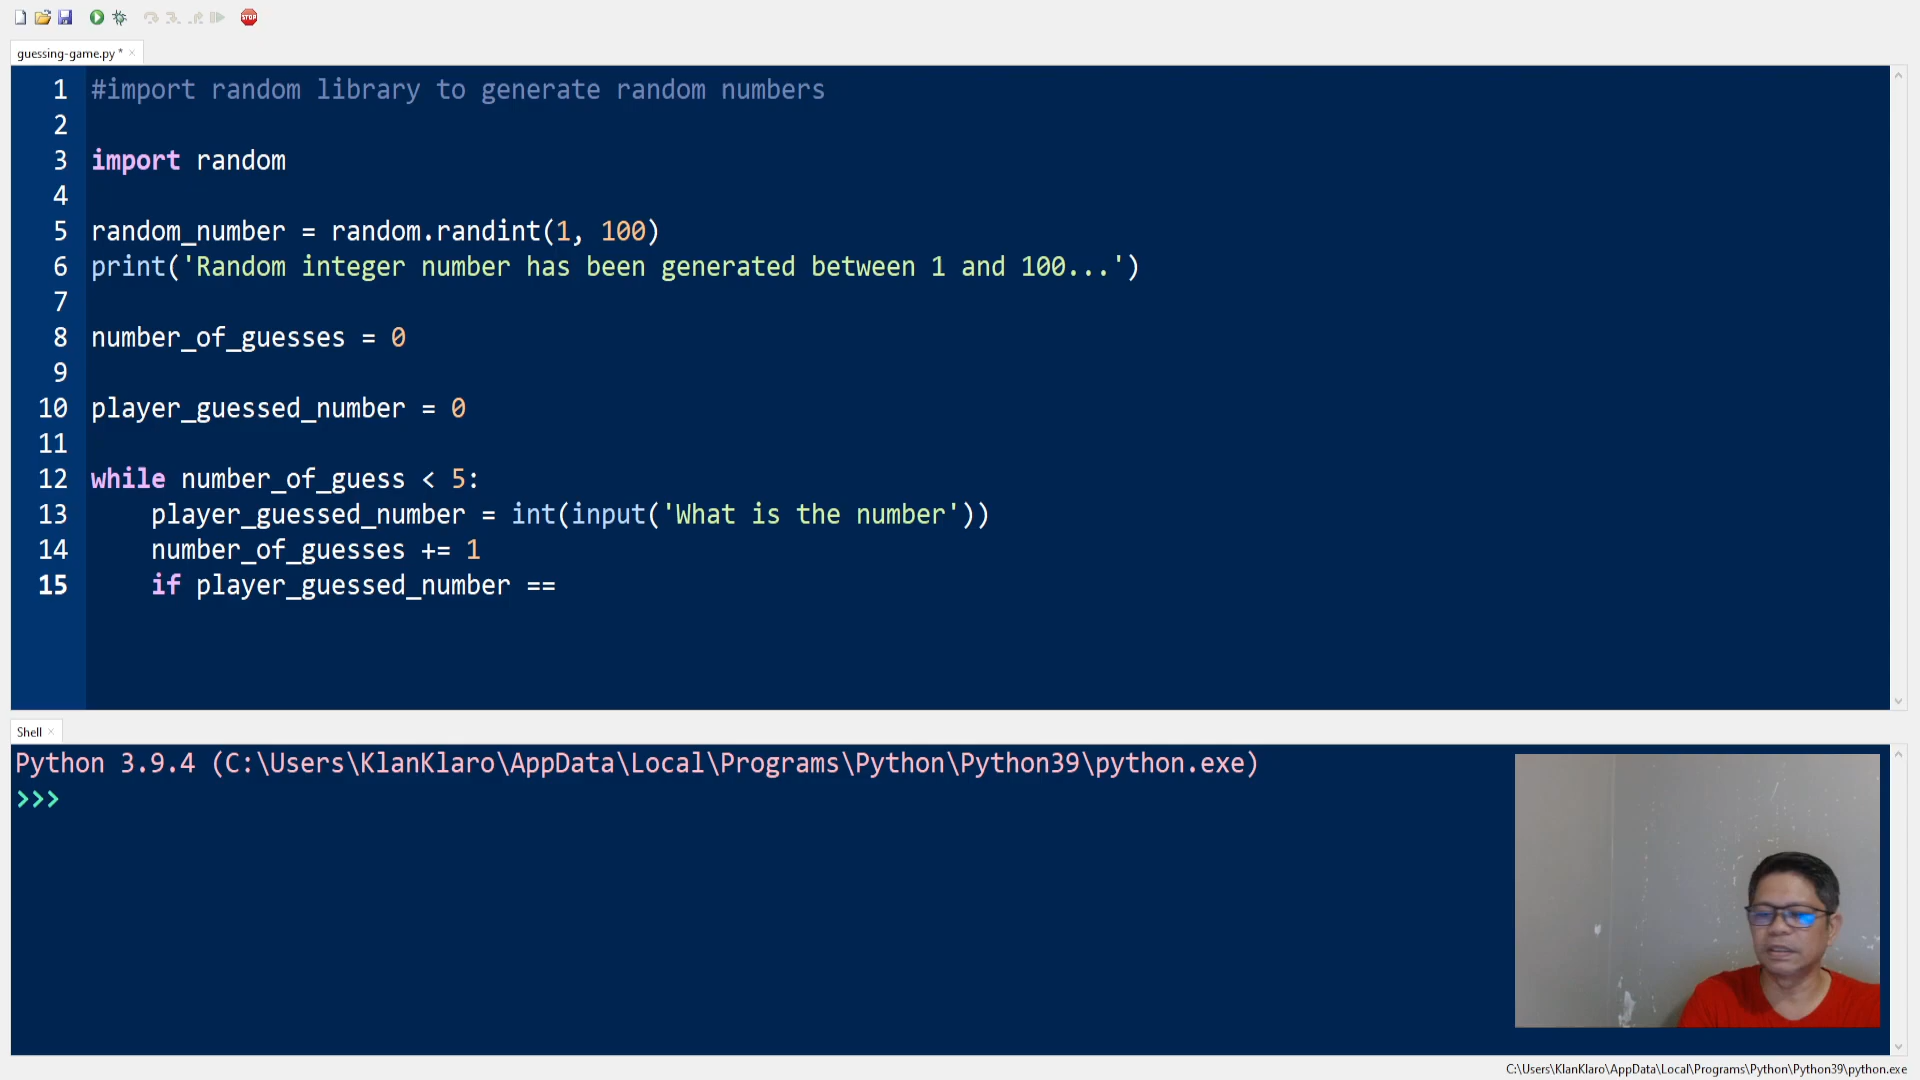 STOP
guessing-game.py * ×
1 #import random library to generate random numbers
2
3 import random
4
5 random_number = random.randint(1, 100)
6 print('Random integer number has been generated between 1 and 100...')
7
8 number_of_guesses = 0
9
10 player_guessed_number = 0
11
12 while number_of_guess < 5:
13     player_guessed_number = int(input('What is the number'))
14     number_of_guesses += 1
15     if player_guessed_number ==
Shell ×
Python 3.9.4 (C:\Users\KlanKlaro\AppData\Local\Programs\Python\Python39\python.exe)
>>>
C:\Users\KlanKlaro\AppData\Local\Programs\Python\Python39\python.exe